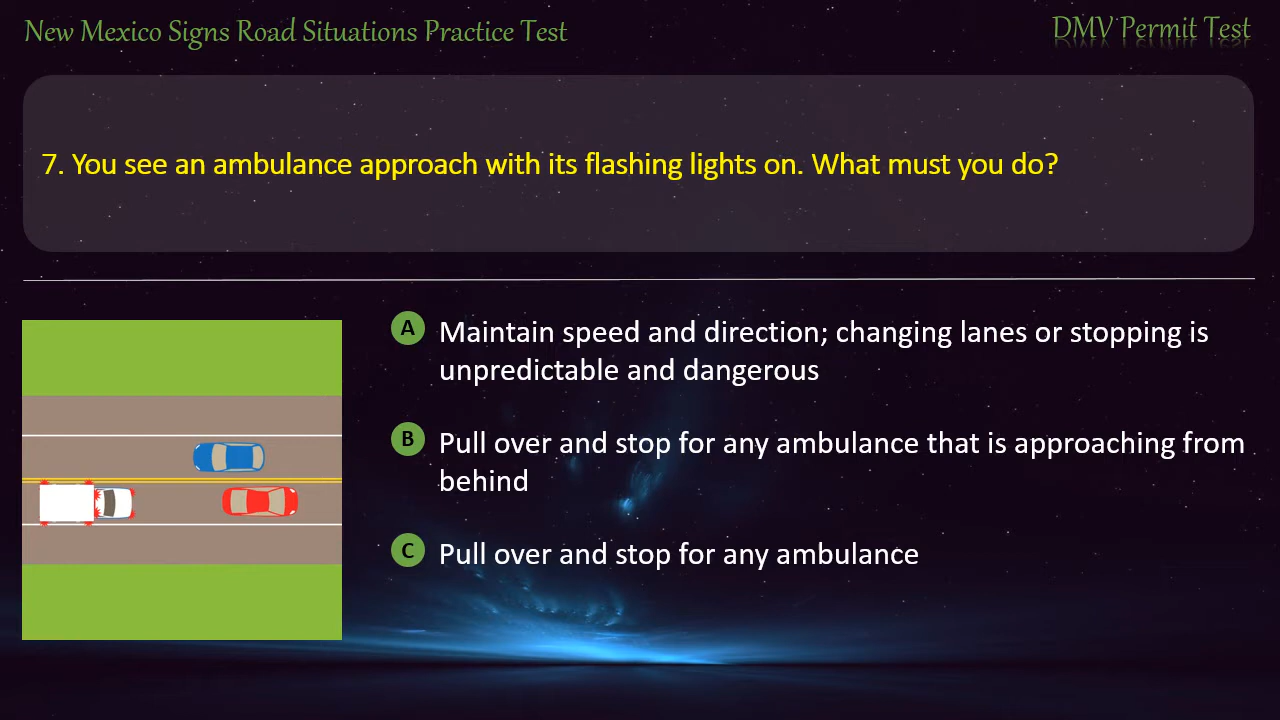 New Mexico Signs Road Situations Practice Test
DMV Permit Test
7. You see an ambulance approach with its flashing lights on. What must you do?
A Maintain speed and direction; changing lanes or stopping is
unpredictable and dangerous
B Pull over and stop for any ambulance that is approaching from
behind
C Pull over and stop for any ambulance